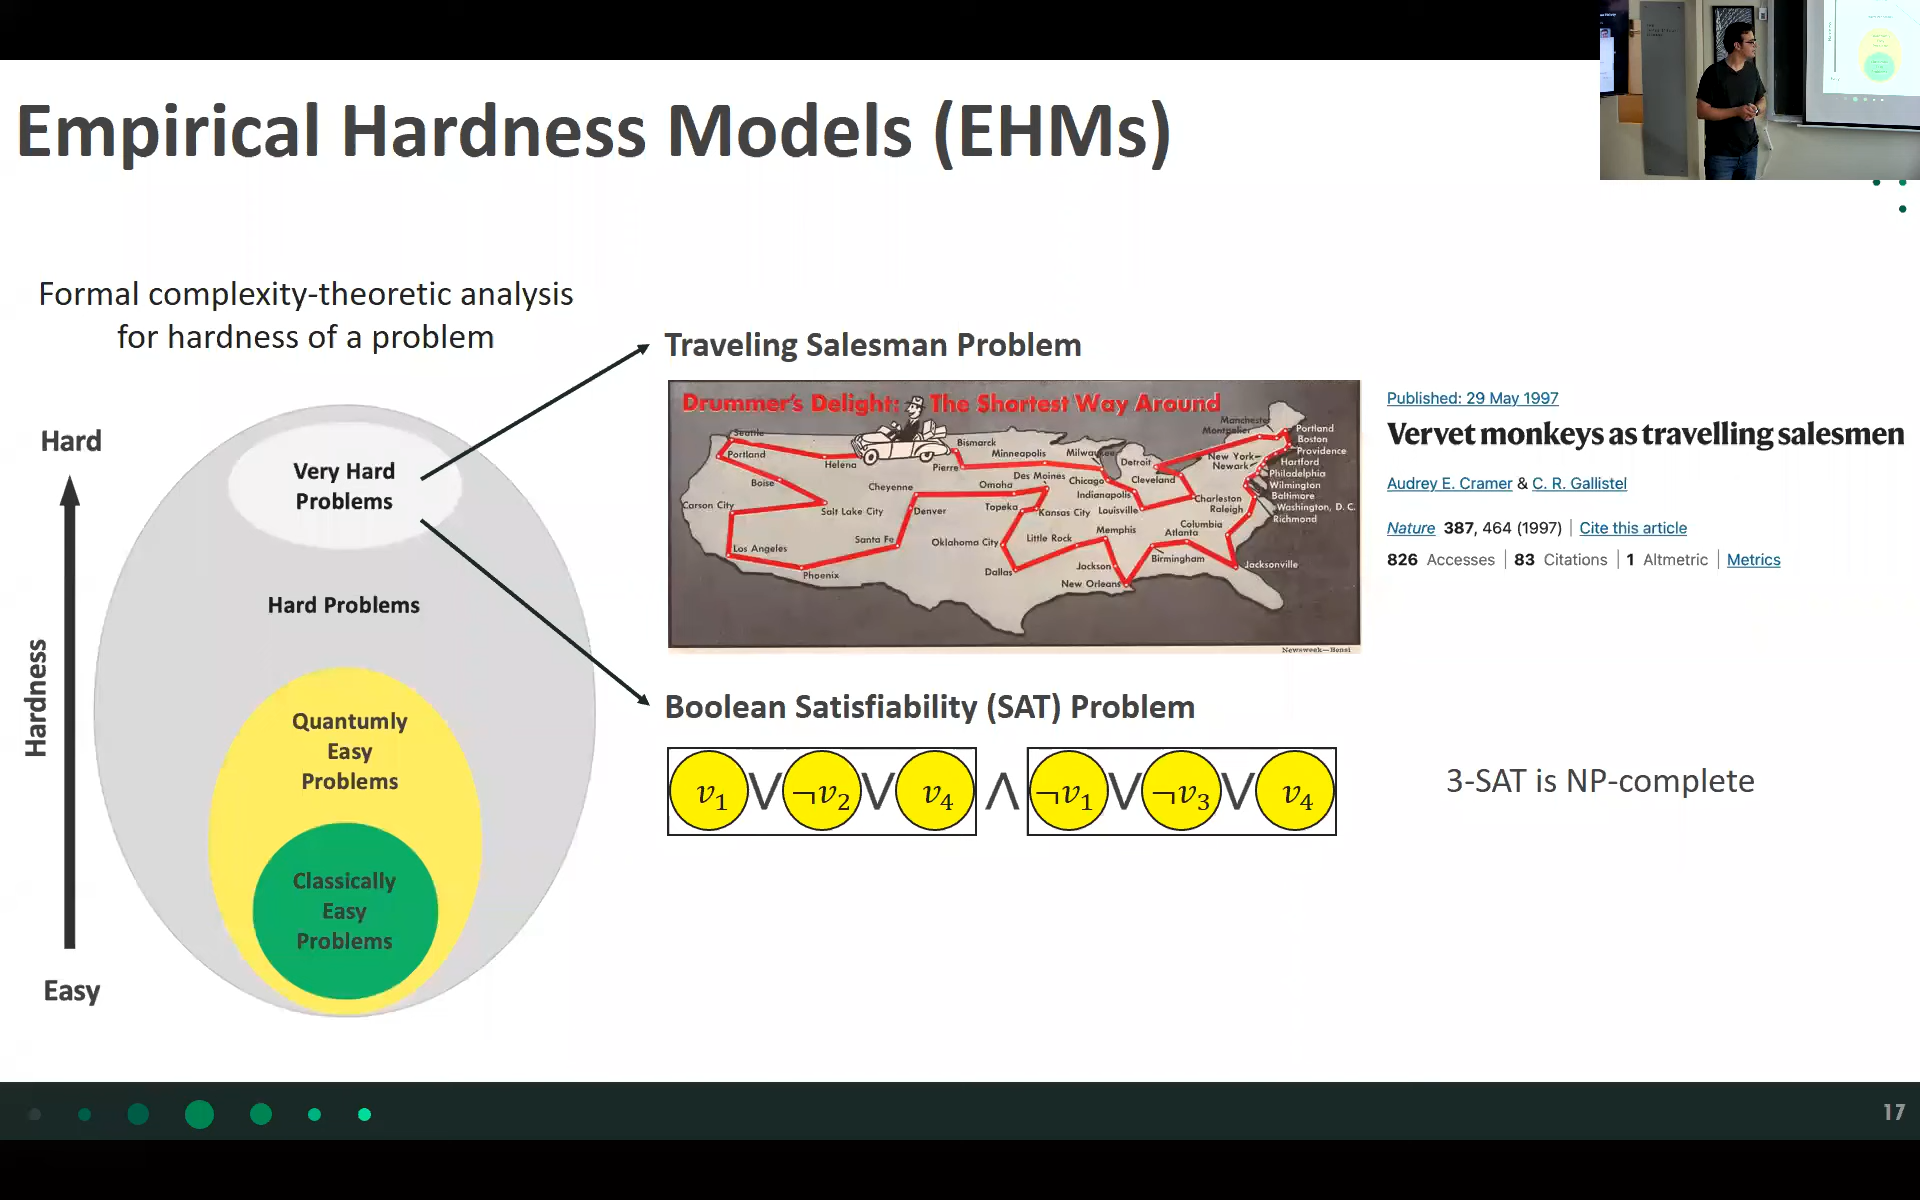 Empirical Hardness Models (EHMs)
Formal complexity-theoretic analysis
for hardness of a problem
Hard
Hardness
Easy
Very Hard
Problems
Hard Problems
Quantumly
Easy
Problems
Classically
Easy
Problems
Traveling Salesman Problem
Drummer's Delight: The Shortest Way Around
Seattle
Portland
Boise
Helena
Carson City
Salt Lake City
Los Angeles
Phoenix
Santa Fe
Denver
Cheyenne
Bismarck
Pierre
Minneapolis
Milwaukee
Omaha
Des Moines
Chicago
Topeka
Kansas City
Oklahoma City
Dallas
Little Rock
Memphis
Jackson
New Orleans
Indianapolis
Louisville
Detroit
Cleveland
Charleston
Raleigh
Columbia
Atlanta
Birmingham
Jacksonville
Manchester
Montpelier
New York
Newark
Portland
Boston
Providence
Hartford
Philadelphia
Wilmington
Baltimore
Washington, D. C.
Richmond
Newsweek—Bensi
Published: 29 May 1997
Vervet monkeys as travelling salesmen
Audrey E. Cramer & C. R. Gallistel
Nature 387, 464 (1997) | Cite this article
826 Accesses | 83 Citations | 1 Altmetric | Metrics
Boolean Satisfiability (SAT) Problem
v1 ∨ ¬v2 ∨ v4 ∧ ¬v1 ∨ ¬v3 ∨ v4
3-SAT is NP-complete
17